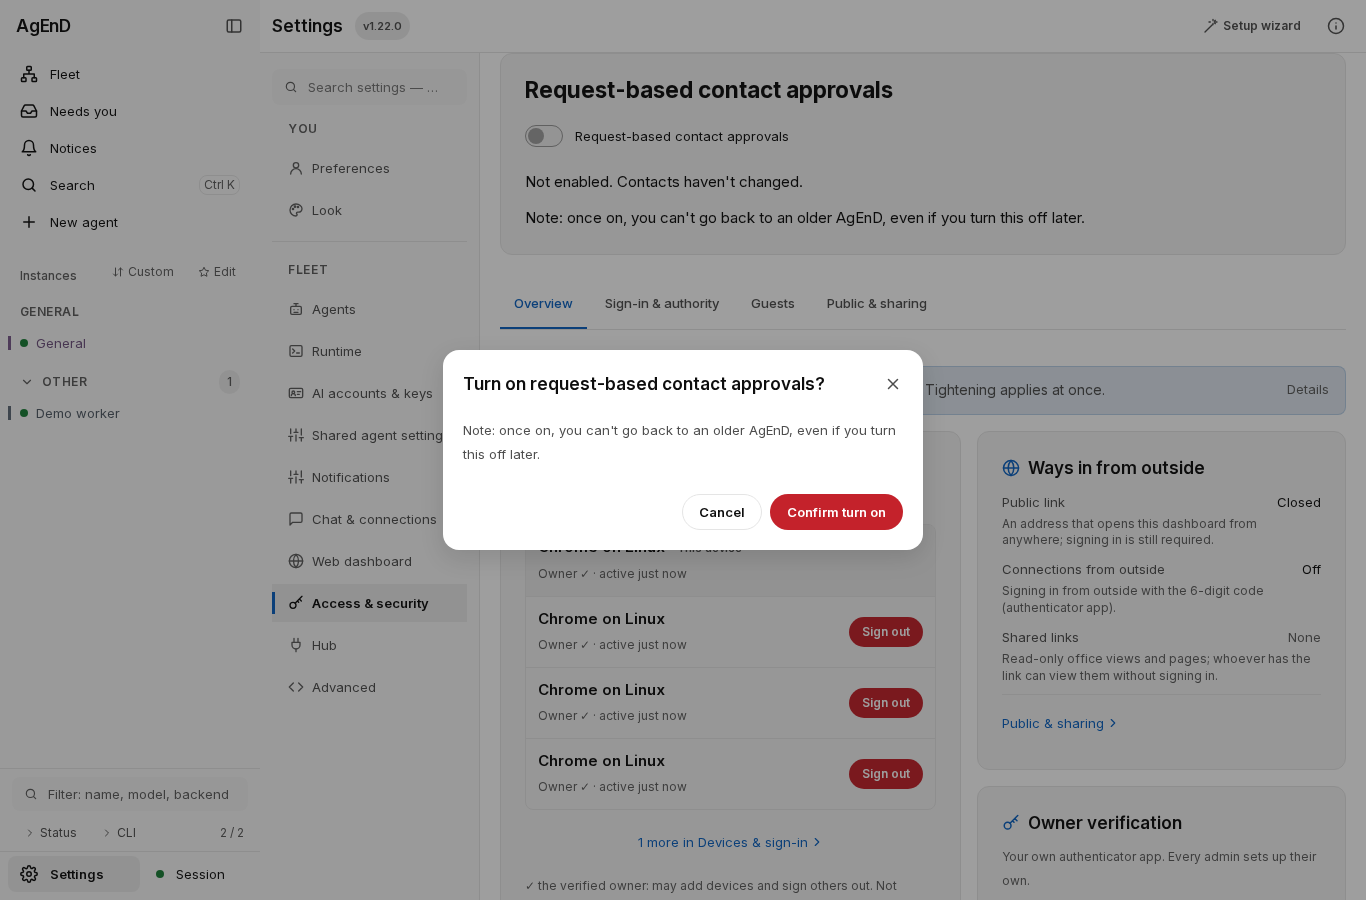 AgEnD
Fleet
Needs you
Notices
Search
Ctrl K
New agent
Instances
Custom
Edit
GENERAL
General
OTHER
1
Demo worker
Filter: name, model, backend
Status
CLI
2 / 2
Settings
Session
Settings
v1.22.0
Setup wizard
Search settings — …
YOU
Preferences
Look
FLEET
Agents
Runtime
AI accounts & keys
Shared agent setting
Notifications
Chat & connections
Web dashboard
Access & security
Hub
Advanced
Request-based contact approvals
Request-based contact approvals
Not enabled. Contacts haven't changed.
Note: once on, you can't go back to an older AgEnD, even if you turn this off later.
Overview
Sign-in & authority
Guests
Public & sharing
Tightening applies at once.
Details
Turn on request-based contact approvals?
Note: once on, you can't go back to an older AgEnD, even if you turn
this off later.
Cancel
Confirm turn on
Chrome on Linux
This device
Owner ✓ · active just now
Chrome on Linux
Owner ✓ · active just now
Sign out
Chrome on Linux
Owner ✓ · active just now
Sign out
Chrome on Linux
Owner ✓ · active just now
Sign out
1 more in Devices & sign-in
✓ the verified owner: may add devices and sign others out. Not
Ways in from outside
Public link
Closed
An address that opens this dashboard from
anywhere; signing in is still required.
Connections from outside
Off
Signing in from outside with the 6-digit code
(authenticator app).
Shared links
None
Read-only office views and pages; whoever has the
link can view them without signing in.
Public & sharing
Owner verification
Your own authenticator app. Every admin sets up their
own.